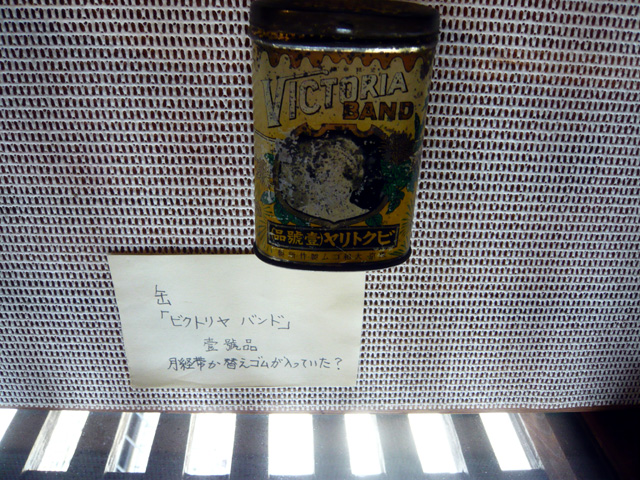 VICTORIA
BAND
ビクトリヤ(壹號品)
缶
「ビクトリヤ バンド」
壹號品
月経帯か替えゴムが入っていた?